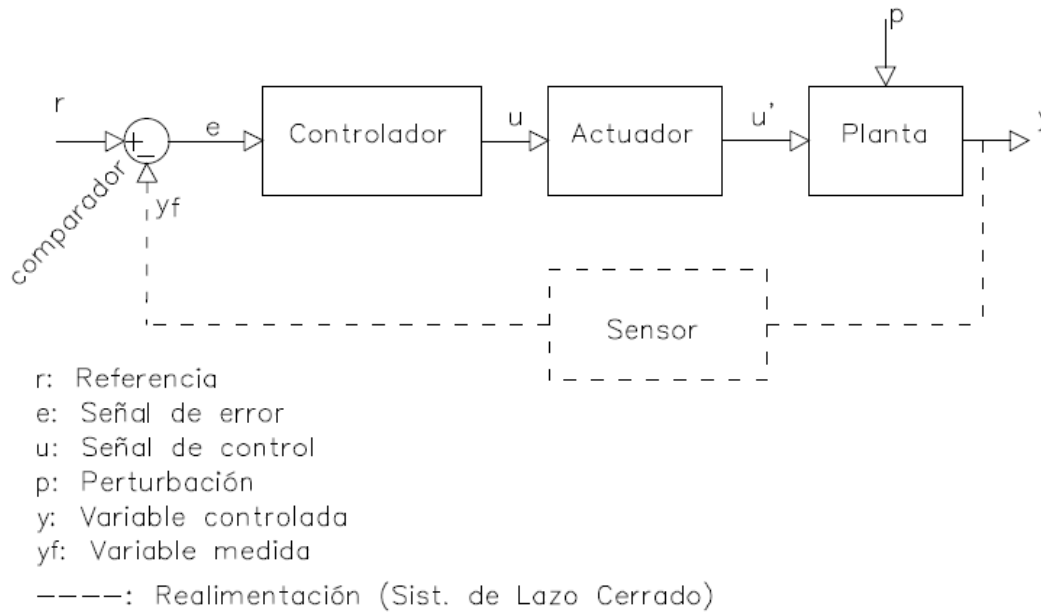 p
r
e
Controlador
u
Actuador
u'
Planta
y
+
-
comparador
yf
Sensor
r: Referencia
e: Señal de error
u: Señal de control
p: Perturbación
y: Variable controlada
yf: Variable medida
----: Realimentación (Sist. de Lazo Cerrado)